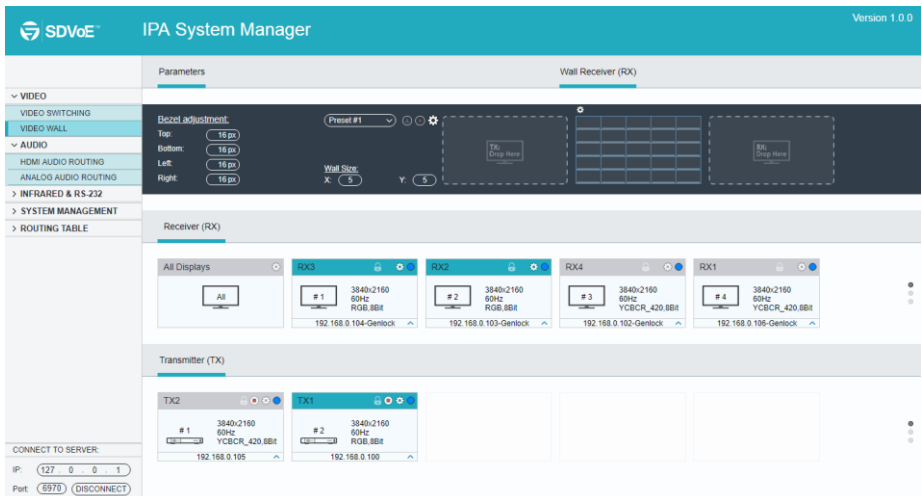 SDVoE™
IPA System Manager
Version 1.0.0
Parameters
Wall Receiver (RX)
VIDEO
VIDEO SWITCHING
VIDEO WALL
AUDIO
HDMI AUDIO ROUTING
ANALOG AUDIO ROUTING
INFRARED & RS-232
SYSTEM MANAGEMENT
ROUTING TABLE
Bezel adjustment:
Top: 16 px
Bottom: 16 px
Left: 16 px
Right: 16 px
Preset #1
Wall Size:
X: 5 Y: 5
TX:
Drop Here
RX:
Drop Here
Receiver (RX)
All Displays
All
RX3
# 1
3840x2160
60Hz
RGB,8Bit
192.168.0.104-Genlock
RX2
# 2
3840x2160
60Hz
RGB,8Bit
192.168.0.103-Genlock
RX4
# 3
3840x2160
60Hz
YCBCR_420,8Bit
192.168.0.102-Genlock
RX1
# 4
3840x2160
60Hz
YCBCR_420,8Bit
192.168.0.106-Genlock
Transmitter (TX)
TX2
# 1
3840x2160
60Hz
YCBCR_420,8Bit
192.168.0.105
TX1
# 2
3840x2160
60Hz
RGB,8Bit
192.168.0.100
CONNECT TO SERVER:
IP: 127 . 0 . 0 . 1
Port: 6970 DISCONNECT